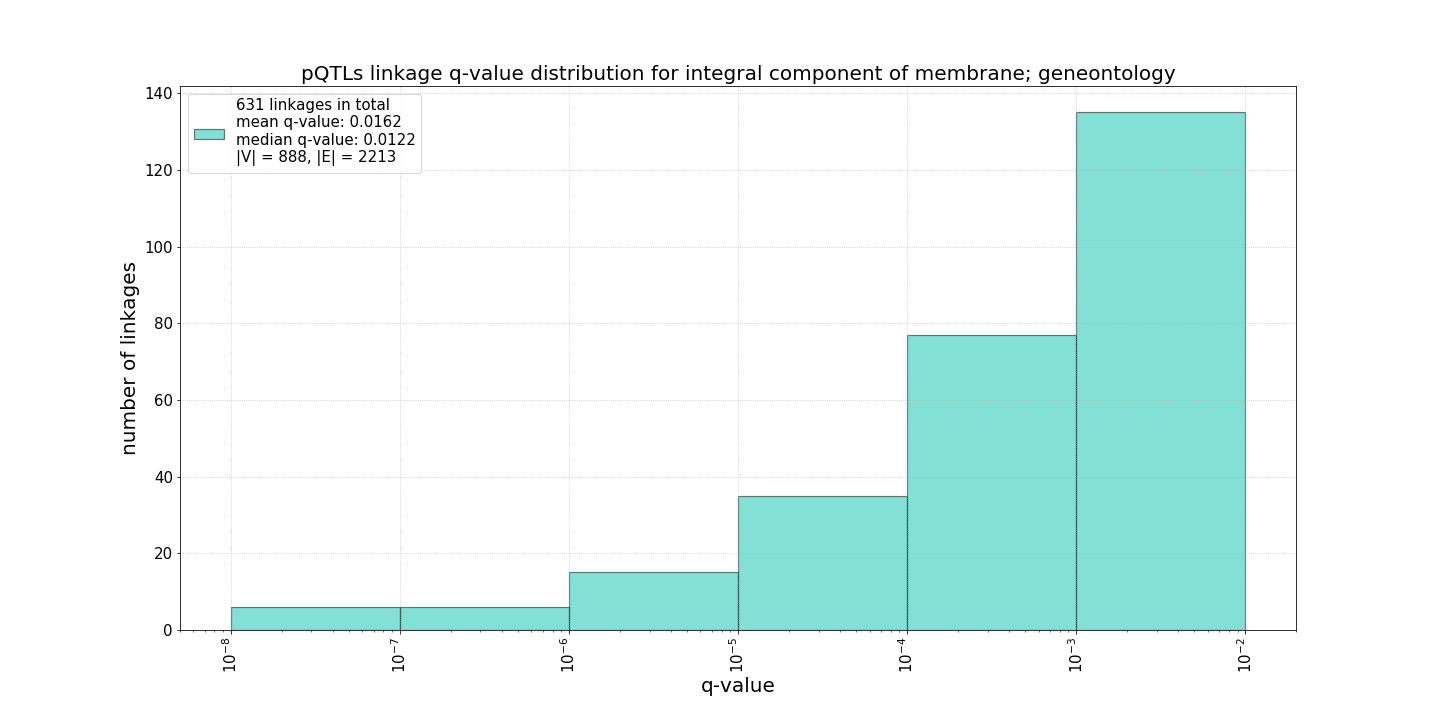 pQTLs linkage q-value distribution for integral component of membrane; geneontology
631 linkages in total
mean q-value: 0.0162
median q-value: 0.0122
|V| = 888, |E| = 2213
number of linkages
140
120
100
80
60
40
20
0
10⁻⁸
10⁻⁷
10⁻⁶
10⁻⁵
10⁻⁴
10⁻³
10⁻²
q-value